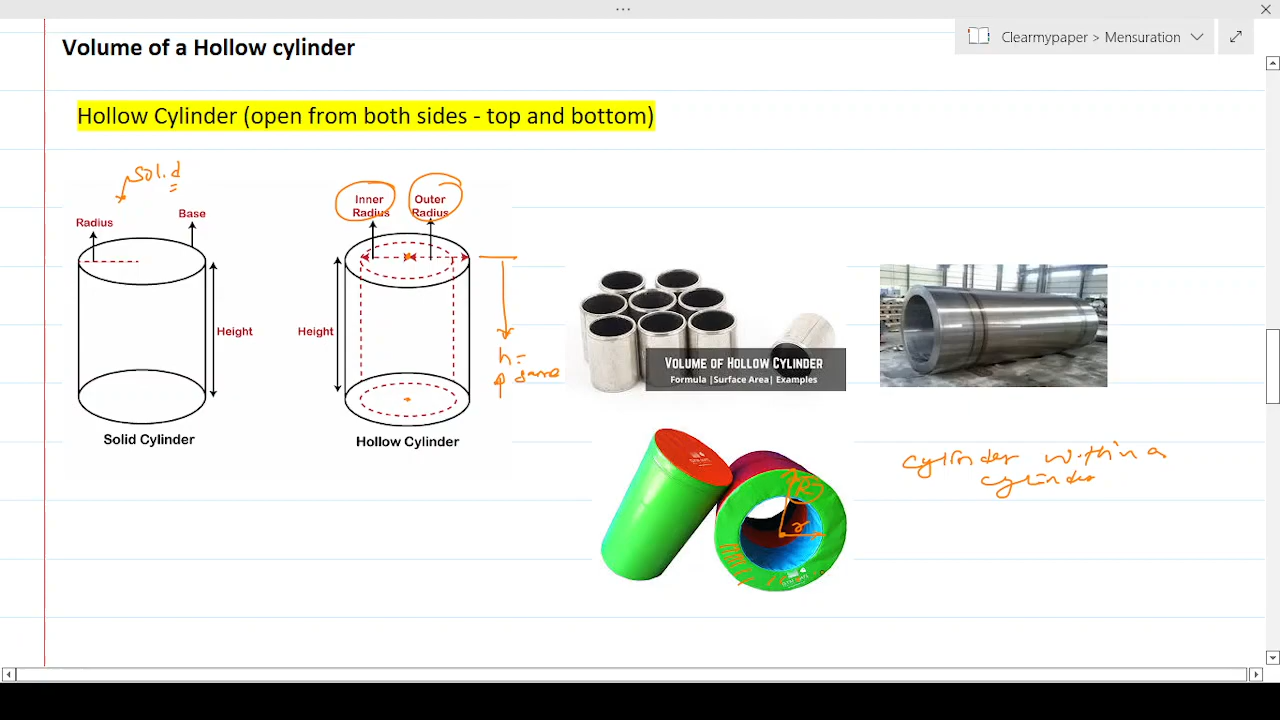 Clearmypaper > Mensuration
Volume of a Hollow cylinder
Hollow Cylinder (open from both sides - top and bottom)
Solid
Radius
Base
Height
Solid Cylinder
Inner
Radius
Outer
Radius
Height
h =
same
Hollow Cylinder
VOLUME OF HOLLOW CYLINDER
Formula |Surface Area| Examples
R
r
cylinder within a
cylinder